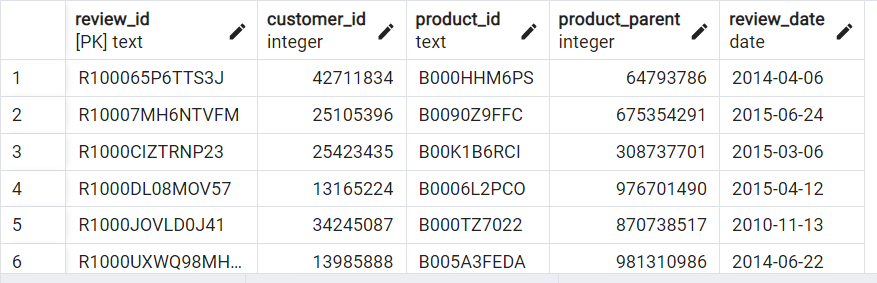 review_id customer_id product_id product_parent review_date
[PK] text integer text integer date
1 R100065P6TTS3J 42711834 B000HHM6PS 64793786 2014-04-06
2 R10007MH6NTVFM 25105396 B0090Z9FFC 675354291 2015-06-24
3 R1000CIZTRNP23 25423435 B00K1B6RCI 308737701 2015-03-06
4 R1000DL08MOV57 13165224 B0006L2PCO 976701490 2015-04-12
5 R1000JOVLD0J41 34245087 B000TZ7022 870738517 2010-11-13
6 R1000UXWQ98MH... 13985888 B005A3FEDA 981310986 2014-06-22